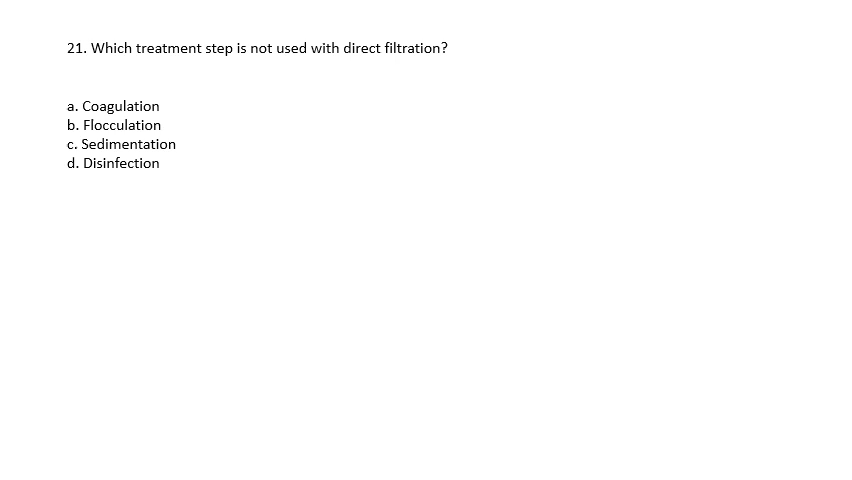 21. Which treatment step is not used with direct filtration?
a. Coagulation
b. Flocculation
c. Sedimentation
d. Disinfection